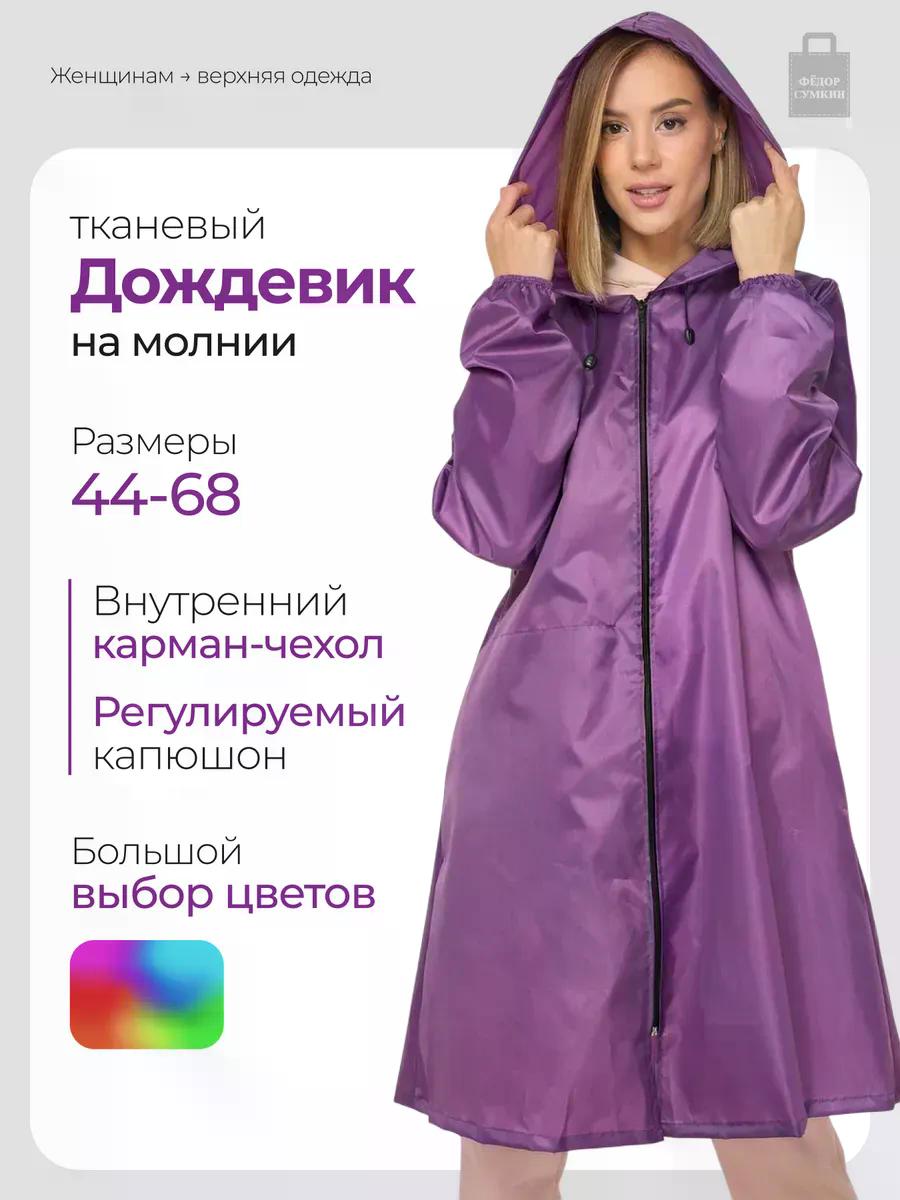 Женщинам → верхняя одежда
ФЁДОР
СУМКИН
тканевый
Дождевик
на молнии
Размеры
44-68
Внутренний
карман-чехол
Регулируемый
капюшон
Большой
выбор цветов